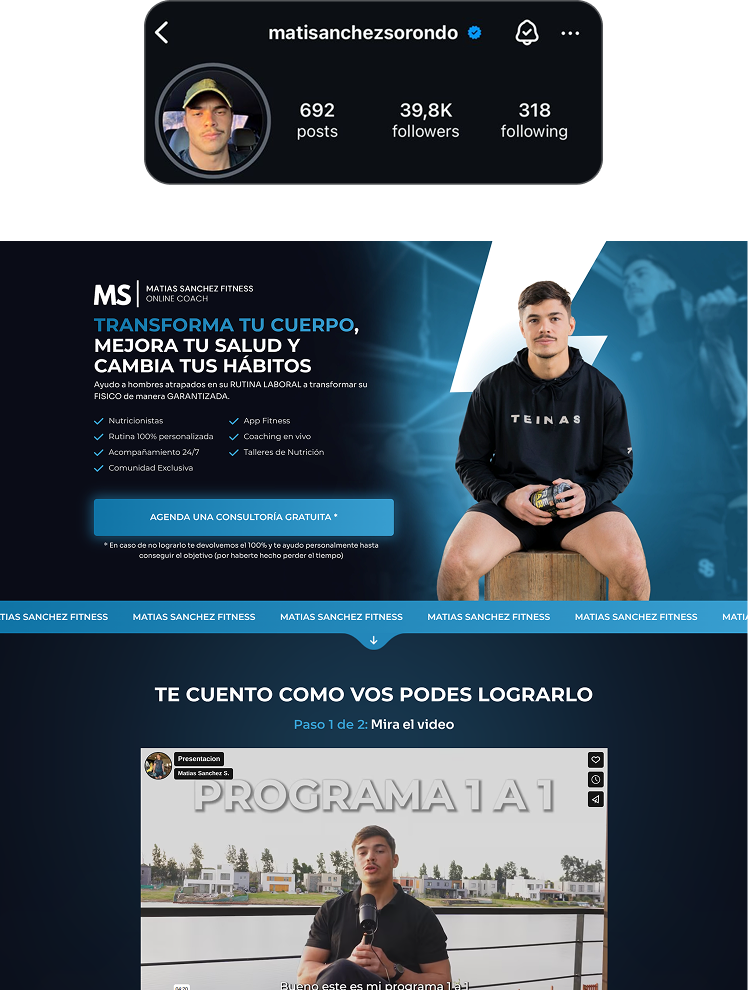 matisanchezsorondo
692
39,8K
318
posts
followers
following
MS
MATIAS SANCHEZ FITNESS
ONLINE COACH
TRANSFORMA TU CUERPO,
MEJORA TU SALUD Y
CAMBIA TUS HÁBITOS
Ayudo a hombres atrapados en su RUTINA LABORAL a transformar su
FISICO de manera GARANTIZADA.
Nutricionistas
App Fitness
Rutina 100% personalizada
Coaching en vivo
Acompañamiento 24/7
Talleres de Nutrición
Comunidad Exclusiva
TEINAS
AGENDA UNA CONSULTORÍA GRATUITA *
* En caso de no lograrlo te devolvemos el 100% y te ayudo personalmente hasta
conseguir el objetivo (por haberte hecho perder el tiempo)
TIAS SANCHEZ FITNESS MATIAS SANCHEZ FITNESS MATIAS SANCHEZ FITNESS MATIAS SANCHEZ FITNESS MATIAS SANCHEZ FITNESS MATI
TE CUENTO COMO VOS PODES LOGRARLO
Paso 1 de 2: Mira el video
Presentacion
Matias Sanchez S.
PROGRAMA 1 A 1
04:20
Bueno este es mi programa 1 a 1